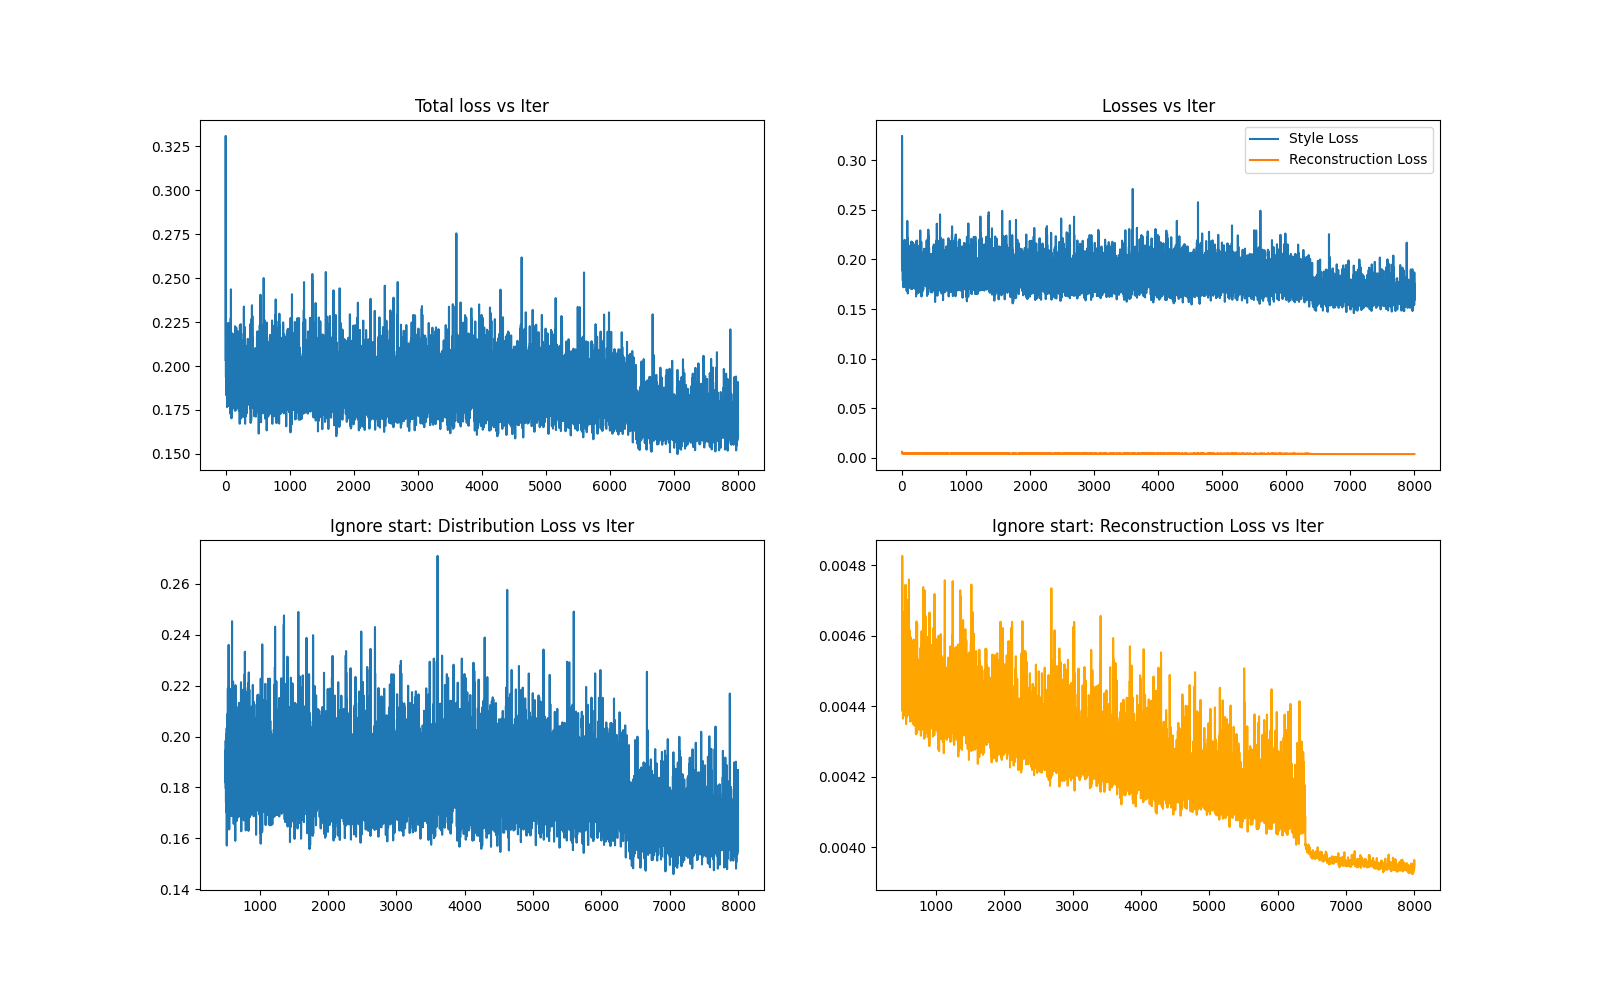 Total loss vs Iter
0.325
0.300
0.275
0.250
0.225
0.200
0.175
0.150
0 1000 2000 3000 4000 5000 6000 7000 8000
Losses vs Iter
Style Loss
Reconstruction Loss
0.30
0.25
0.20
0.15
0.10
0.05
0.00
0 1000 2000 3000 4000 5000 6000 7000 8000
Ignore start: Distribution Loss vs Iter
0.26
0.24
0.22
0.20
0.18
0.16
0.14
1000 2000 3000 4000 5000 6000 7000 8000
Ignore start: Reconstruction Loss vs Iter
0.0048
0.0046
0.0044
0.0042
0.0040
1000 2000 3000 4000 5000 6000 7000 8000